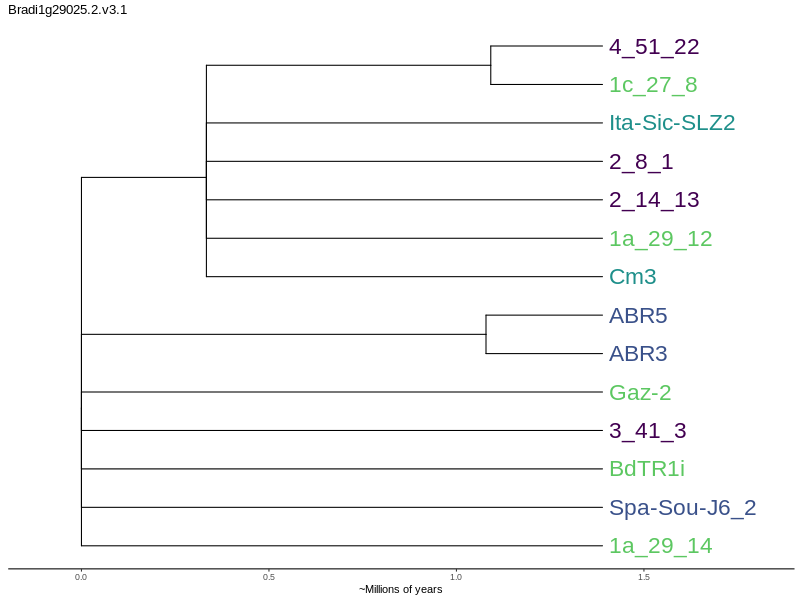 Bradi1g29025.2.v3.1
4_51_22
1c_27_8
Ita-Sic-SLZ2
2_8_1
2_14_13
1a_29_12
Cm3
ABR5
ABR3
Gaz-2
3_41_3
BdTR1i
Spa-Sou-J6_2
1a_29_14
0.0 0.5 1.0 1.5
~Millions of years